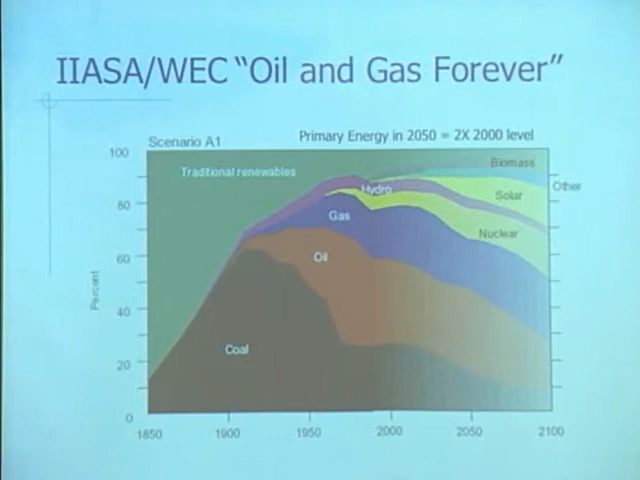 IIASA/WEC "Oil and Gas Forever"
Scenario A1
Primary Energy in 2050 = 2X 2000 level
100
Biomass
Traditional renewables
Other
Hydro
Solar
80
Gas
Nuclear
60
Oil
Percent
40
Coal
20
0
1850
1900
1950
2000
2050
2100